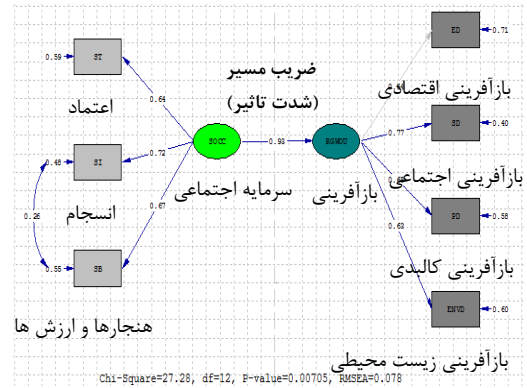 ED
0.71
0.59
ST
ضریب مسیر
(شدت تاثیر)
بازآفرینی اقتصادی
اعتماد
0.64
SD
0.40
0.77
0.93
SOCC
0.48
SI
0.72
بازآفرینی اجتماعی
بازآفرینی
سرمایه اجتماعی
انسجام
0.67
0.26
PD
0.58
0.63
بازآفرینی کالبدی
0.55
SB
ENVD
0.60
هنجارها و ارزش ها
بازآفرینی زیست محیطی
Chi-Square=27.28, df=12, P-value=0.00705, RMSEA=0.078